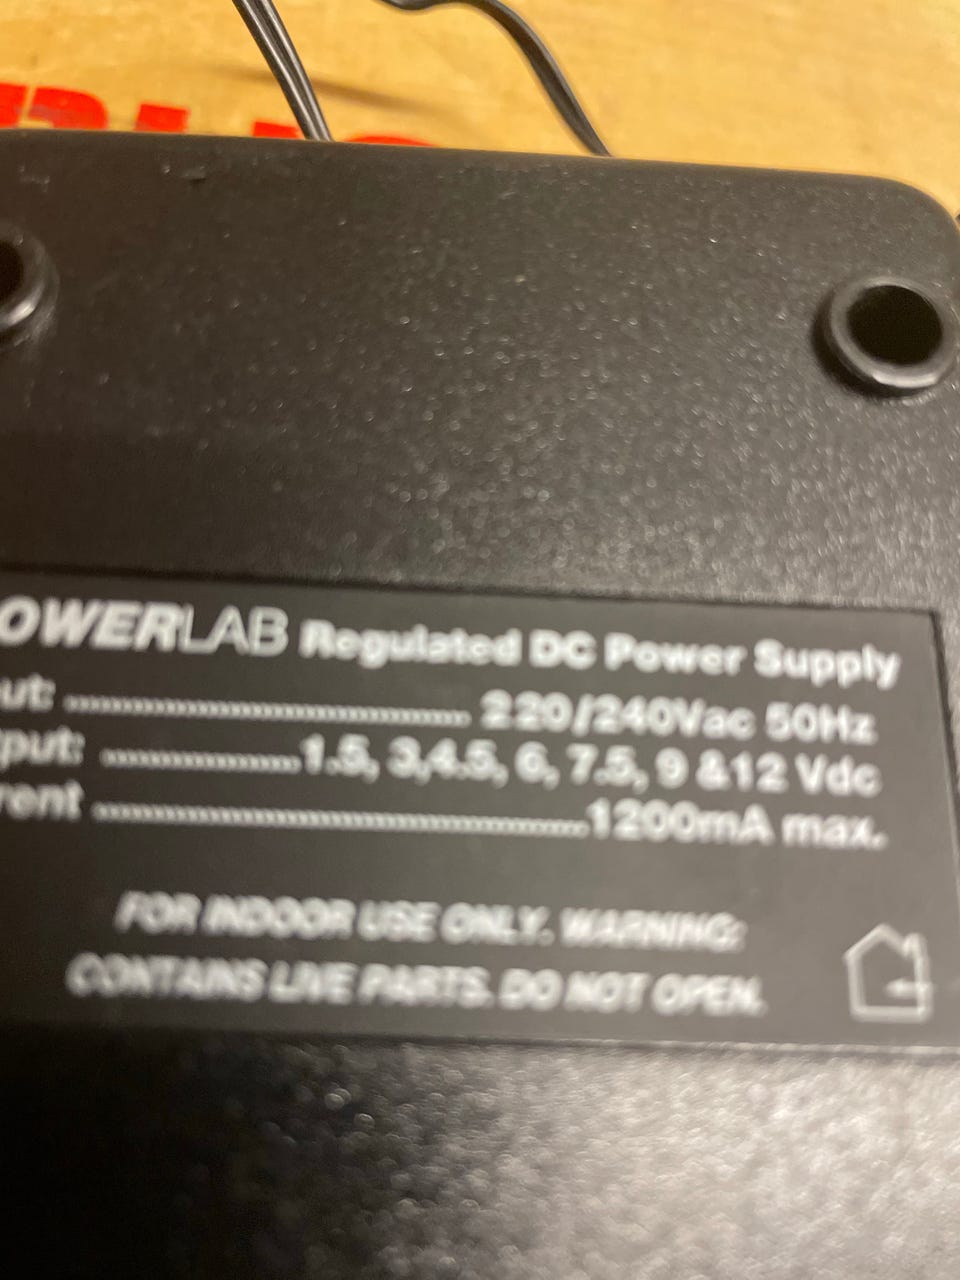 OWERLAB Regulated DC Power Supply
ut: ........................................ 220/240Vac 50Hz
put: ....................1.5, 3,4.5, 6, 7.5, 9 &12 Vdc
rent ..................................................1200mA max.
FOR INDOOR USE ONLY. WARNING:
CONTAINS LIVE PARTS. DO NOT OPEN.